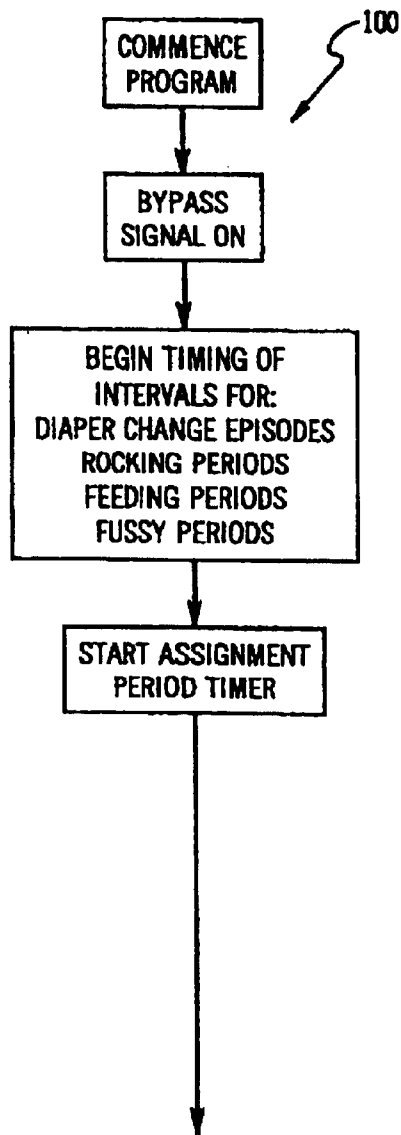 100
COMMENCE
PROGRAM
BYPASS
SIGNAL ON
BEGIN TIMING OF
INTERVALS FOR:
DIAPER CHANGE EPISODES
ROCKING PERIODS
FEEDING PERIODS
FUSSY PERIODS
START ASSIGNMENT
PERIOD TIMER